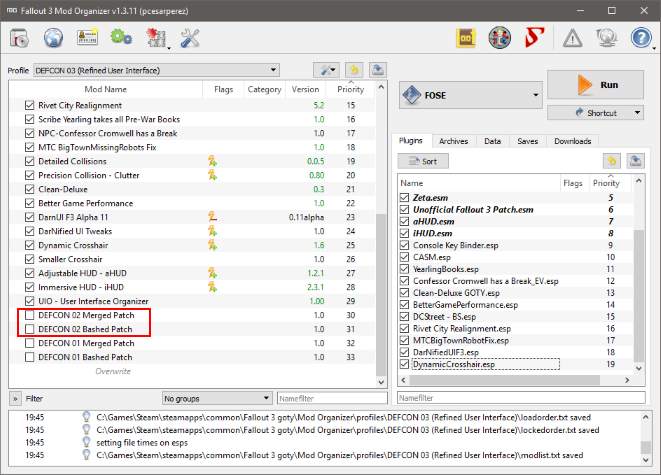 Fallout 3 Mod Organizer v1.3.11 (pcesarperez)
Profile DEFCON 03 (Refined User Interface)
Mod Name Flags Category Version Priority
Rivet City Realignment 5.2 15
Scribe Yearling takes all Pre-War Books 1.0 16
NPC-Confessor Cromwell has a Break 1.0 17
MTC BigTownMissingRobots Fix 1.0 18
Detailed Collisions 0.0.5 19
Precision Collision - Clutter 0.80 20
Clean-Deluxe 0.3 21
Better Game Performance 1.0 22
DarnUI F3 Alpha 11 0.11alpha 23
DarNified UI Tweaks 1.0 24
Dynamic Crosshair 1.6 25
Smaller Crosshair 1.0 26
Adjustable HUD - aHUD 1.2.1 27
Immersive HUD - iHUD 2.3.1 28
UIO - User Interface Organizer 1.00 29
DEFCON 02 Merged Patch 1.0 30
DEFCON 02 Bashed Patch 1.0 31
DEFCON 01 Merged Patch 1.0 32
DEFCON 01 Bashed Patch 1.0 33
Overwrite
» Filter No groups Namefilter
FOSE
Run
Shortcut
Plugins Archives Data Saves Downloads
Sort
Name Flags Priority
Zeta.esm 5
Unofficial Fallout 3 Patch.esm 6
aHUD.esm 7
iHUD.esm 8
Console Key Binder.esp 9
CASM.esp 10
YearlingBooks.esp 11
Confessor Cromwell has a Break_EV.esp 12
Clean-Deluxe GOTY.esp 13
BetterGamePerformance.esp 14
DCStreet - BS.esp 15
Rivet City Realignment.esp 16
MTCBigTownRobotFix.esp 17
DarNifiedUIF3.esp 18
DynamicCrosshair.esp 19
Namefilter
19:45 C:\Games\Steam\steamapps\common\Fallout 3 goty\Mod Organizer\profiles\DEFCON 03 (Refined User Interface)\loadorder.txt saved
19:45 C:\Games\Steam\steamapps\common\Fallout 3 goty\Mod Organizer\profiles\DEFCON 03 (Refined User Interface)\lockedorder.txt saved
19:45 setting file times on esps
19:45 C:\Games\Steam\steamapps\common\Fallout 3 goty\Mod Organizer\profiles\DEFCON 03 (Refined User Interface)\modlist.txt saved